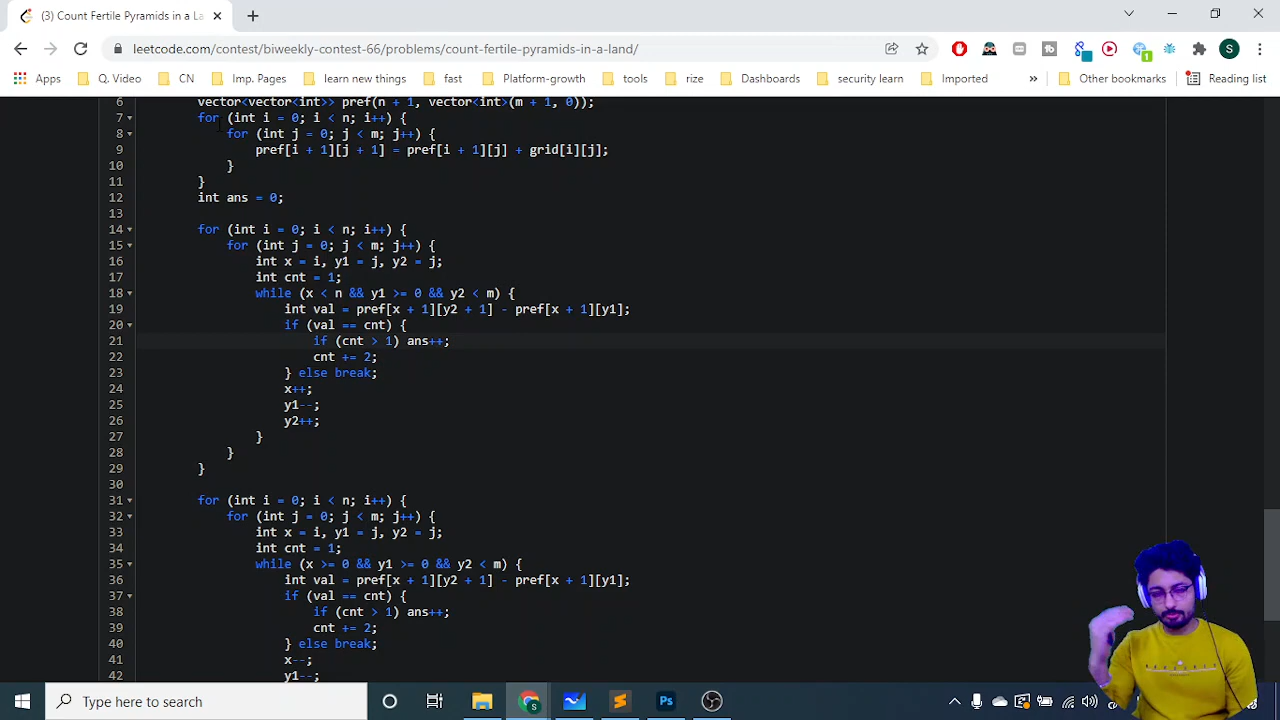 (3) Count Fertile Pyramids in a La
leetcode.com/contest/biweekly-contest-66/problems/count-fertile-pyramids-in-a-land/
S
Apps Q. Video CN Imp. Pages learn new things fast Platform-growth tools rize Dashboards security learn Imported » Other bookmarks Reading list
6 vector<vector<int>> pref(n + 1, vector<int>(m + 1, 0));
7 for (int i = 0; i < n; i++) {
8 for (int j = 0; j < m; j++) {
9 pref[i + 1][j + 1] = pref[i + 1][j] + grid[i][j];
10 }
11 }
12 int ans = 0;
13
14 for (int i = 0; i < n; i++) {
15 for (int j = 0; j < m; j++) {
16 int x = i, y1 = j, y2 = j;
17 int cnt = 1;
18 while (x < n && y1 >= 0 && y2 < m) {
19 int val = pref[x + 1][y2 + 1] - pref[x + 1][y1];
20 if (val == cnt) {
21 if (cnt > 1) ans++;
22 cnt += 2;
23 } else break;
24 x++;
25 y1--;
26 y2++;
27 }
28 }
29 }
30
31 for (int i = 0; i < n; i++) {
32 for (int j = 0; j < m; j++) {
33 int x = i, y1 = j, y2 = j;
34 int cnt = 1;
35 while (x >= 0 && y1 >= 0 && y2 < m) {
36 int val = pref[x + 1][y2 + 1] - pref[x + 1][y1];
37 if (val == cnt) {
38 if (cnt > 1) ans++;
39 cnt += 2;
40 } else break;
41 x--;
42 y1--;
Type here to search
Ps